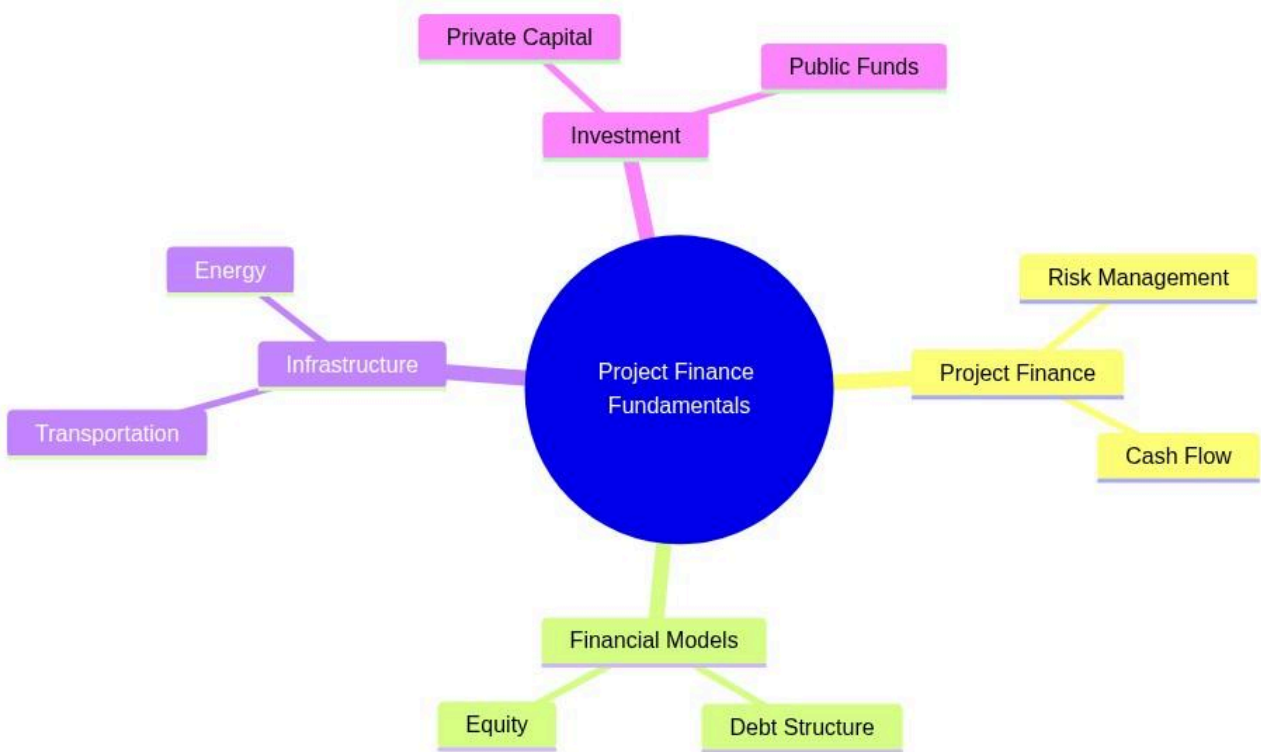 Private Capital
Public Funds
Investment
Energy
Risk Management
Infrastructure
Project Finance
Fundamentals
Project Finance
Transportation
Cash Flow
Financial Models
Equity
Debt Structure